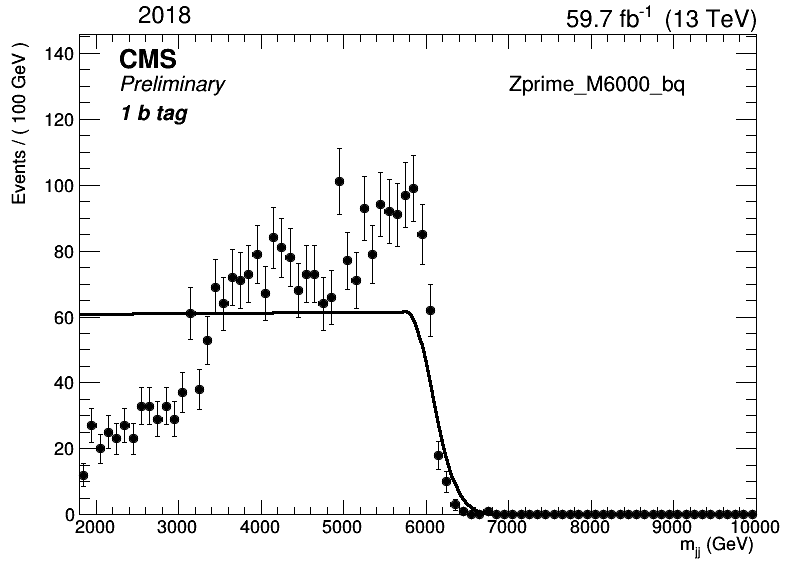 2018
59.7 fb⁻¹ (13 TeV)
CMS
Preliminary
1 b tag
Zprime_M6000_bq
Events / ( 100 GeV )
140
120
100
80
60
40
20
0
2000 3000 4000 5000 6000 7000 8000 9000 10000
m_jj (GeV)